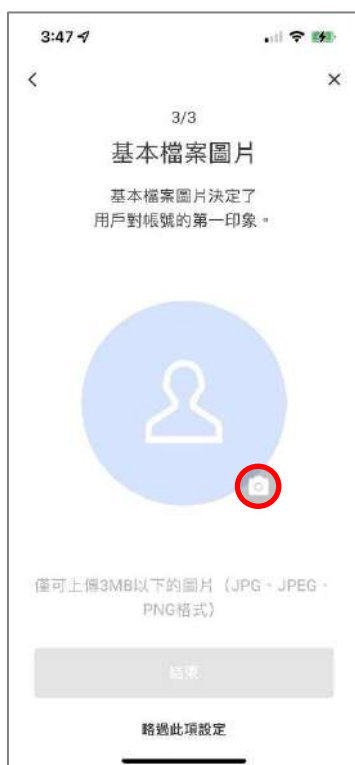 3:47
3/3
基本檔案圖片
基本檔案圖片決定了
用戶對帳號的第一印象。
僅可上傳3MB以下的圖片（JPG、JPEG、
PNG格式）
結束
略過此項設定